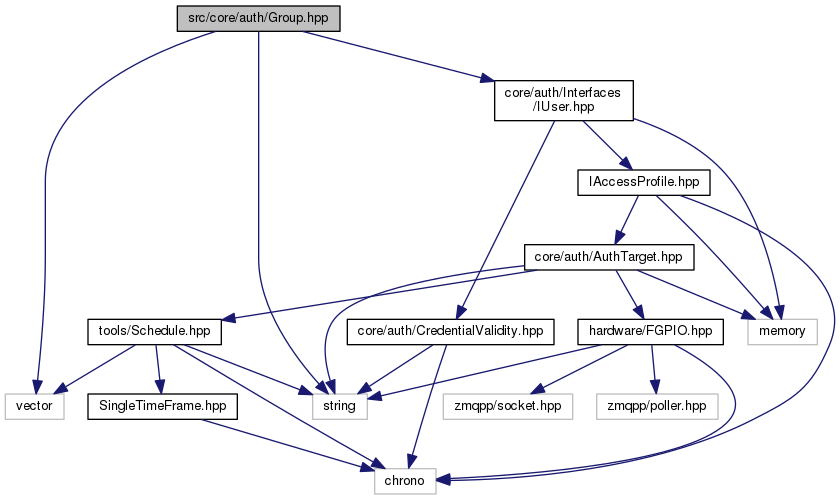 src/core/auth/Group.hpp
core/auth/Interfaces
/IUser.hpp
IAccessProfile.hpp
core/auth/AuthTarget.hpp
tools/Schedule.hpp
core/auth/CredentialValidity.hpp
hardware/FGPIO.hpp
memory
vector
SingleTimeFrame.hpp
string
zmqpp/socket.hpp
zmqpp/poller.hpp
chrono